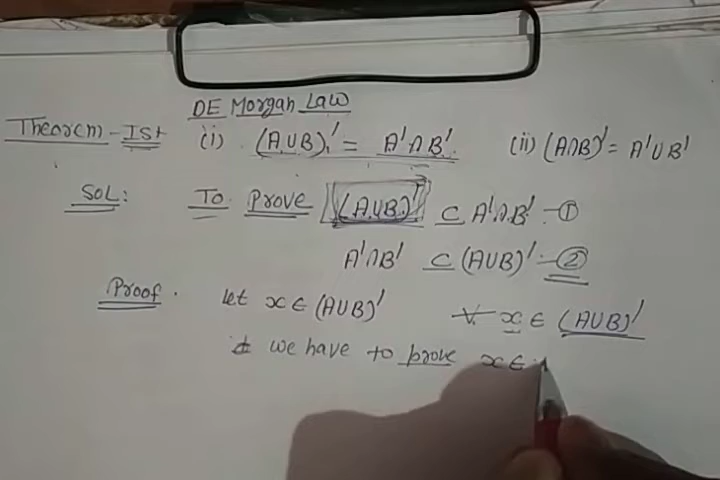 DE Morgan Law
Theorem - Ist (i) (A∪B)' = A'∩B' (ii) (A∩B)' = A'∪B'
SOL: To Prove (A∪B)' ⊂ A'∩B' - ①
A'∩B' ⊂ (A∪B)' - ②
Proof. let x ∈ (A∪B)' ∀ x ∈ (A∪B)'
we have to prove x ∈